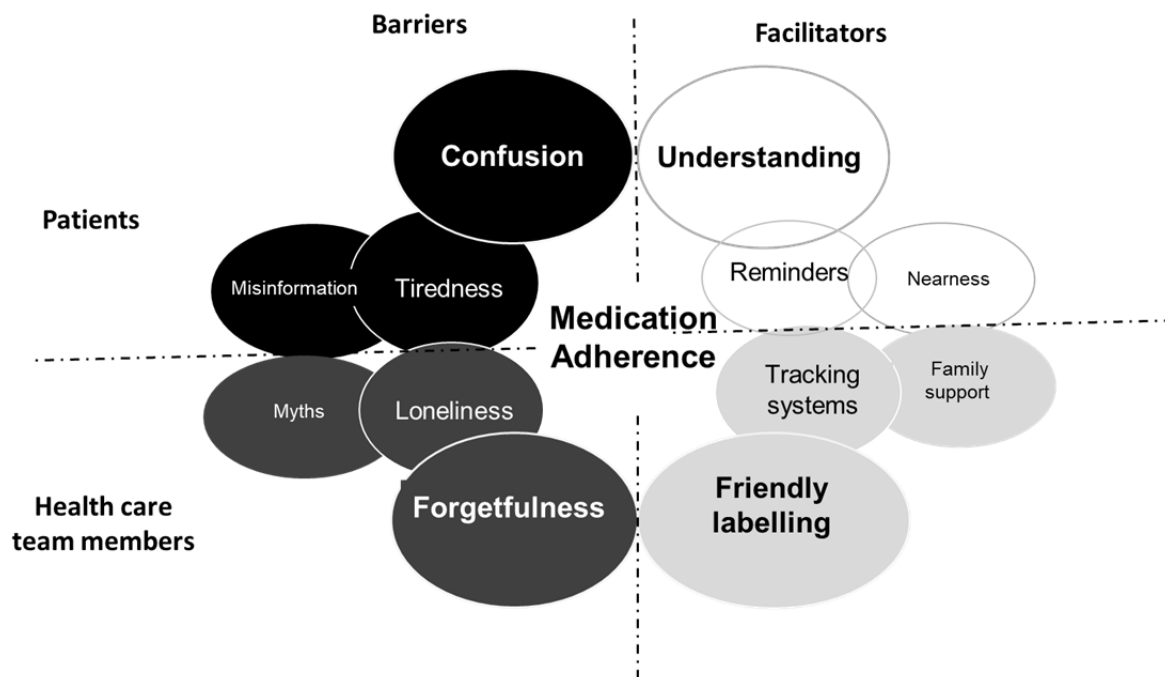 Barriers
Facilitators
Confusion
Understanding
Patients
Misinformation
Tiredness
Reminders
Nearness
Medication
Adherence
Myths
Loneliness
Tracking
systems
Family
support
Health care
team members
Forgetfulness
Friendly
labelling